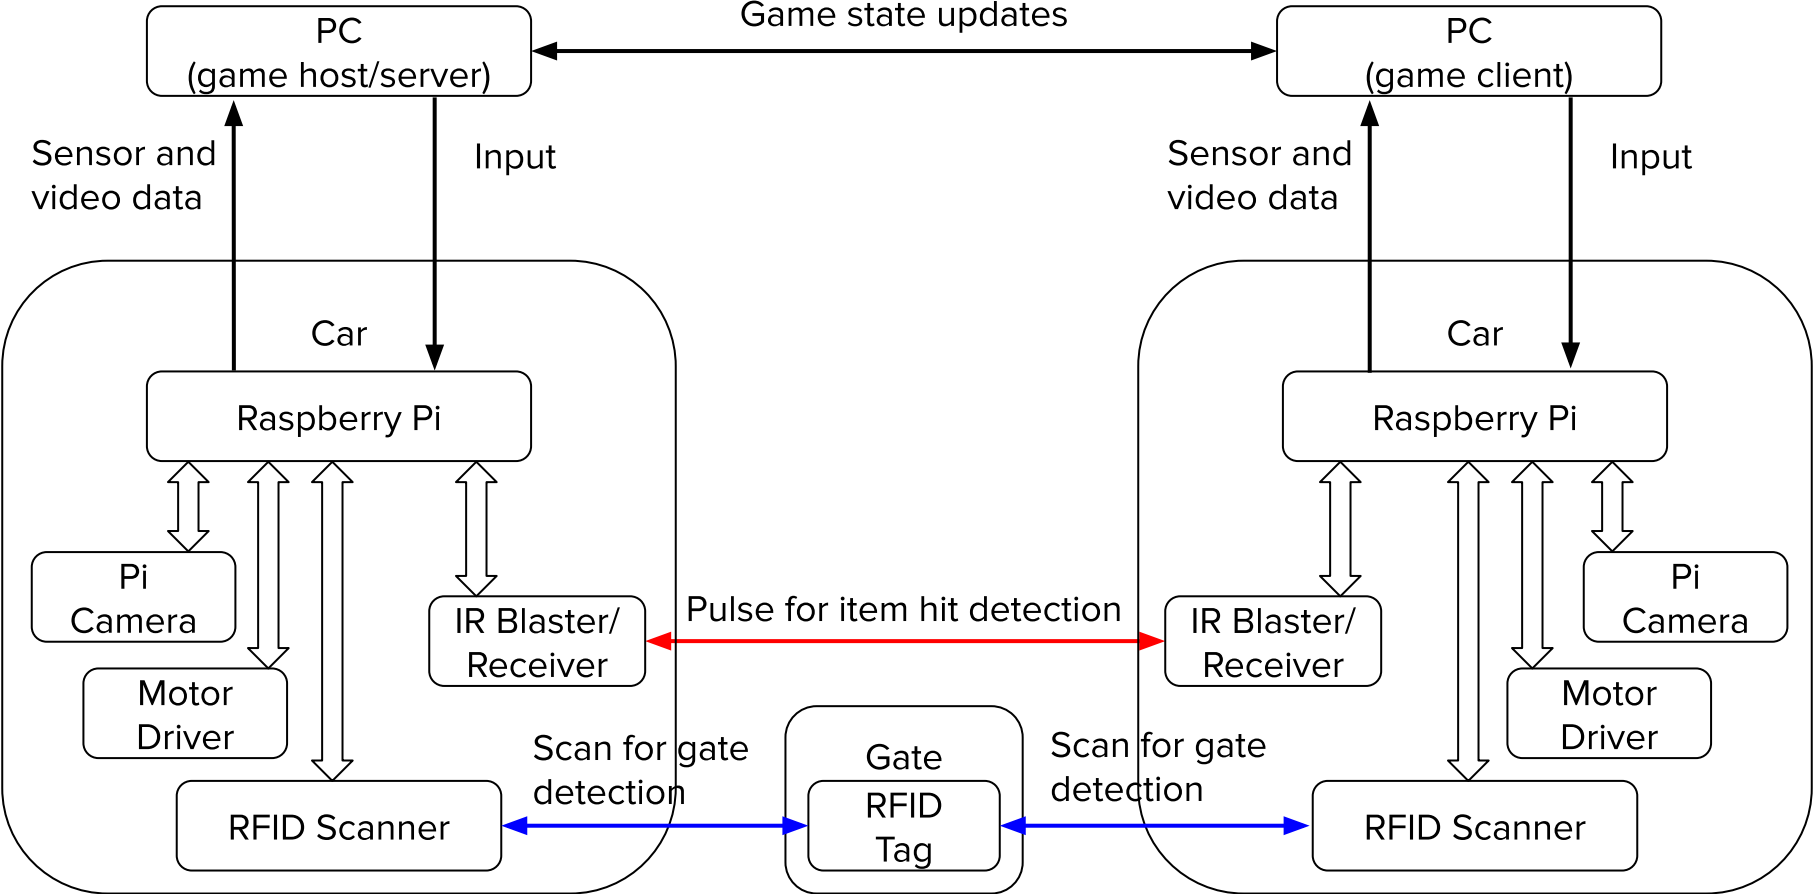 Game state updates
PC
(game host/server)
PC
(game client)
Sensor and
video data
Input
Sensor and
video data
Input
Car
Car
Raspberry Pi
Raspberry Pi
Pi
Camera
IR Blaster/
Receiver
Pulse for item hit detection
IR Blaster/
Receiver
Pi
Camera
Motor
Driver
Motor
Driver
Scan for gate
detection
Gate
RFID
Tag
Scan for gate
detection
RFID Scanner
RFID Scanner